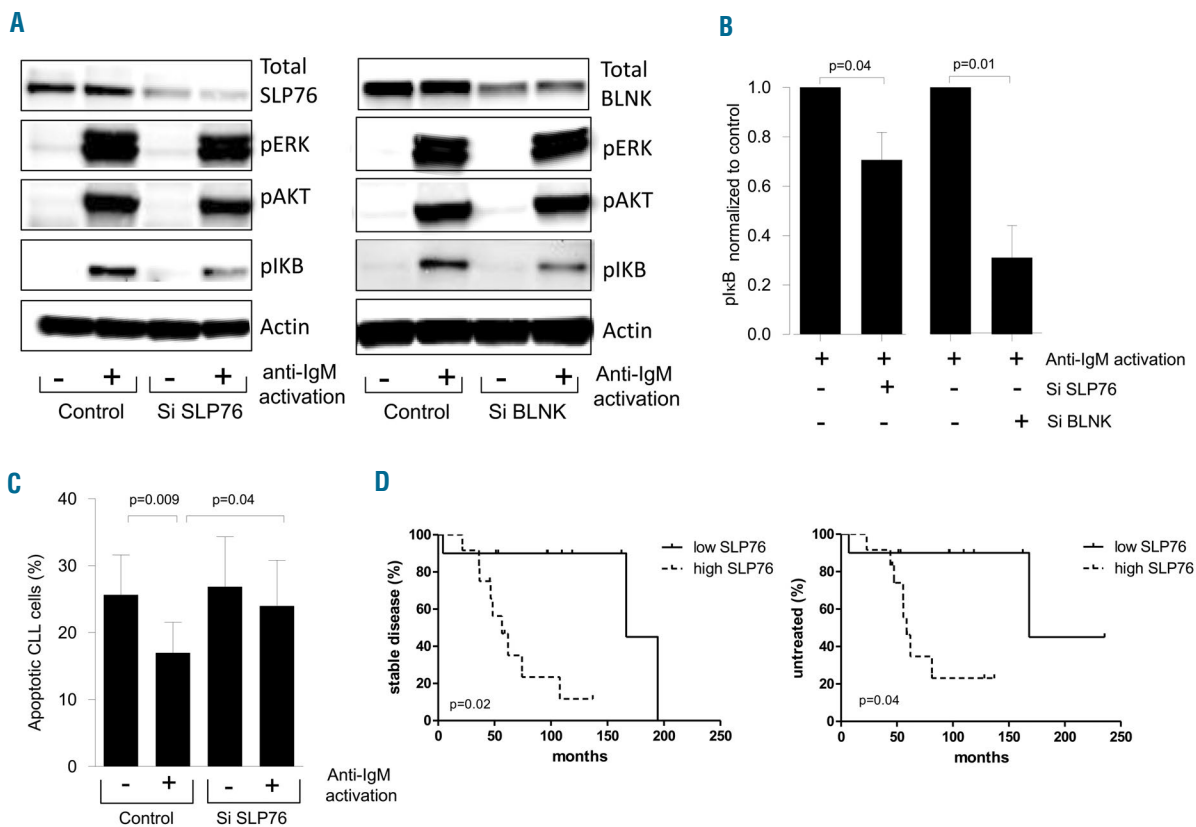 A
Total
SLP76
pERK
pAKT
pIKB
Actin
- + - + anti-IgM
activation
Control Si SLP76
Total
BLNK
pERK
pAKT
pIKB
Actin
- + - + Anti-IgM
activation
Control Si BLNK
B
p=0.04 p=0.01
pIκB normalized to control
1.0
0.8
0.6
0.4
0.2
0.0
+ + + + Anti-IgM activation
- + - - Si SLP76
- - - + Si BLNK
C
p=0.009 p=0.04
Apoptotic CLL cells (%)
40
30
20
10
0
- + - + Anti-IgM
activation
Control Si SLP76
D
stable disease (%)
100
80
60
40
20
0
low SLP76
high SLP76
p=0.02
0 50 100 150 200 250
months
untreated (%)
100
80
60
40
20
0
low SLP76
high SLP76
p=0.04
0 50 100 150 200 250
months